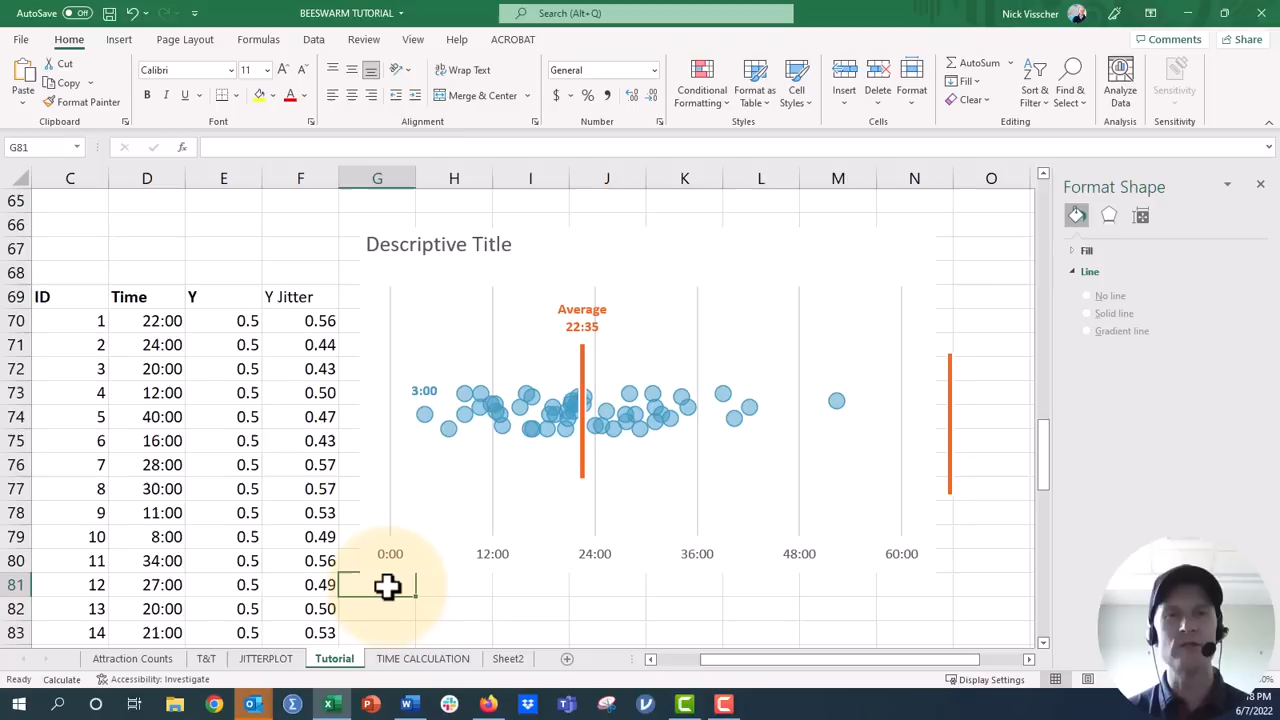 AutoSave Off BEESWARM TUTORIAL Search (Alt+Q) Nick Visscher
File Home Insert Page Layout Formulas Data Review View Help ACROBAT Comments Share
Paste Cut Copy Format Painter
Calibri 11
B I U A
Wrap Text
Merge & Center
General
$ %
Conditional Formatting Format as Table Cell Styles
Insert Delete Format
AutoSum Fill Clear
Sort & Filter Find & Select
Analyze Data
Sensitivity
Clipboard Font Alignment Number Styles Cells Editing Analysis Sensitivity
G81 fx
C D E F G H I J K L M N O
65
66
67
68
69 ID Time Y Y Jitter
70 1 22:00 0.5 0.56
71 2 24:00 0.5 0.44
72 3 20:00 0.5 0.43
73 4 12:00 0.5 0.50
74 5 40:00 0.5 0.47
75 6 16:00 0.5 0.43
76 7 28:00 0.5 0.57
77 8 30:00 0.5 0.57
78 9 11:00 0.5 0.53
79 10 8:00 0.5 0.49
80 11 34:00 0.5 0.56
81 12 27:00 0.5 0.49
82 13 20:00 0.5 0.50
83 14 21:00 0.5 0.53
Descriptive Title
Average
22:35
3:00
0:00 12:00 24:00 36:00 48:00 60:00
Format Shape
Fill
Line
No line
Solid line
Gradient line
Attraction Counts T&T JITTERPLOT Tutorial TIME CALCULATION Sheet2
Ready Calculate Accessibility: Investigate Display Settings
6/7/2022